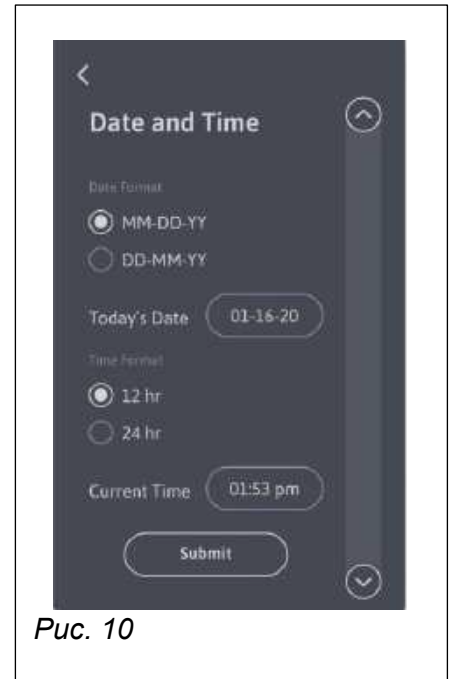 Date and Time
Date Format
MM-DD-YY
DD-MM-YY
Today's Date 01-16-20
Time Format
12 hr
24 hr
Current Time 01:53 pm
Submit
Рис. 10